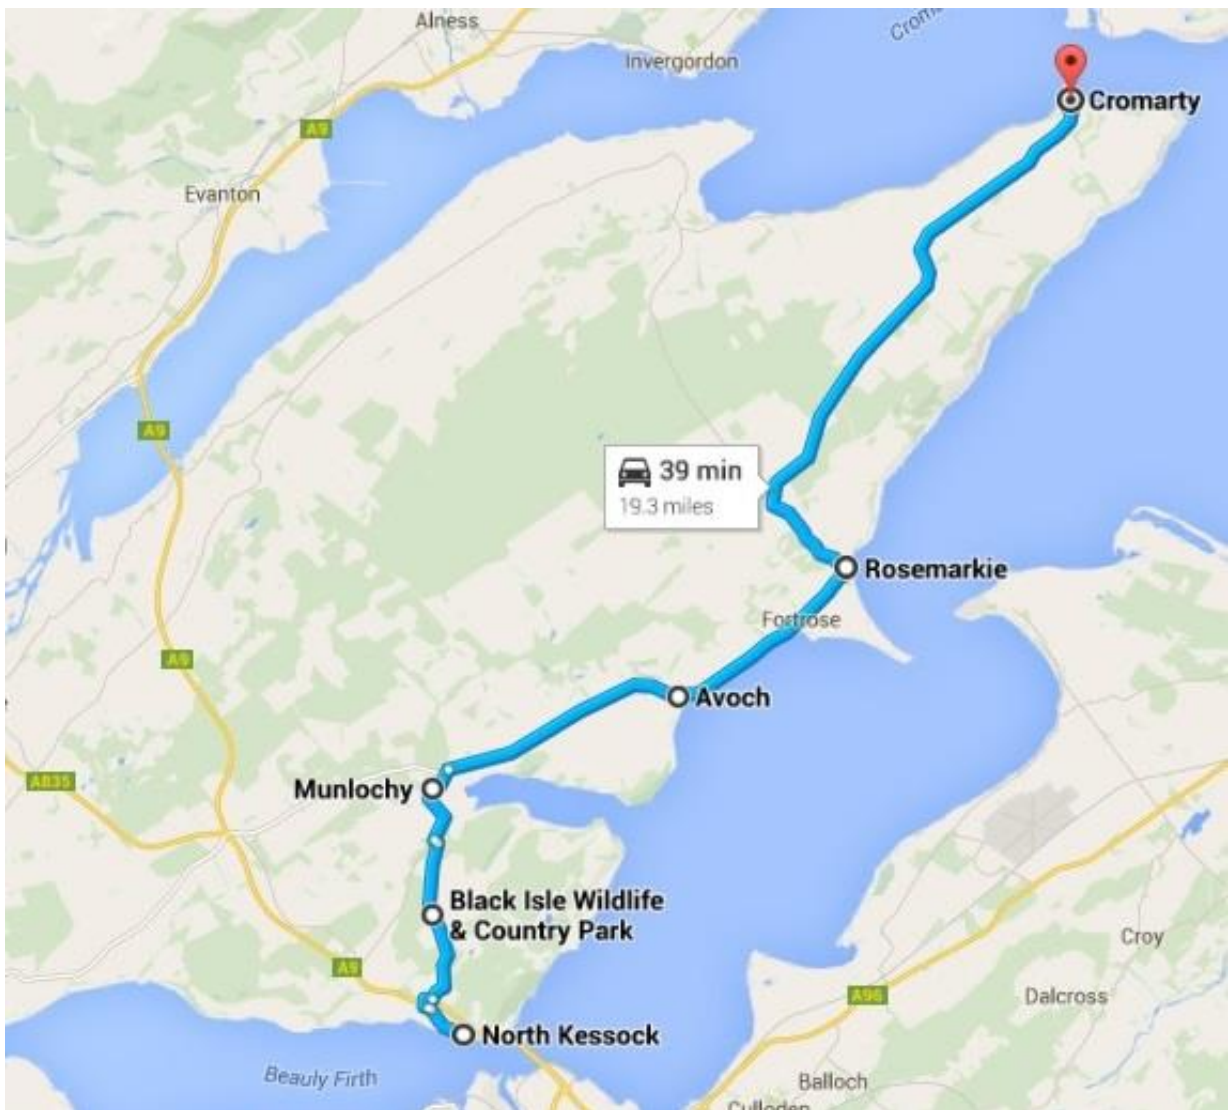 Alness
Invergordon
Cromarty
A9
Evanton
A9
39 min
19.3 miles
Rosemarkie
Fortrose
A9
Avoch
A835
Munlochy
Black Isle Wildlife
& Country Park
Croy
A9
A96
Dalcross
North Kessock
Beauly Firth
Balloch